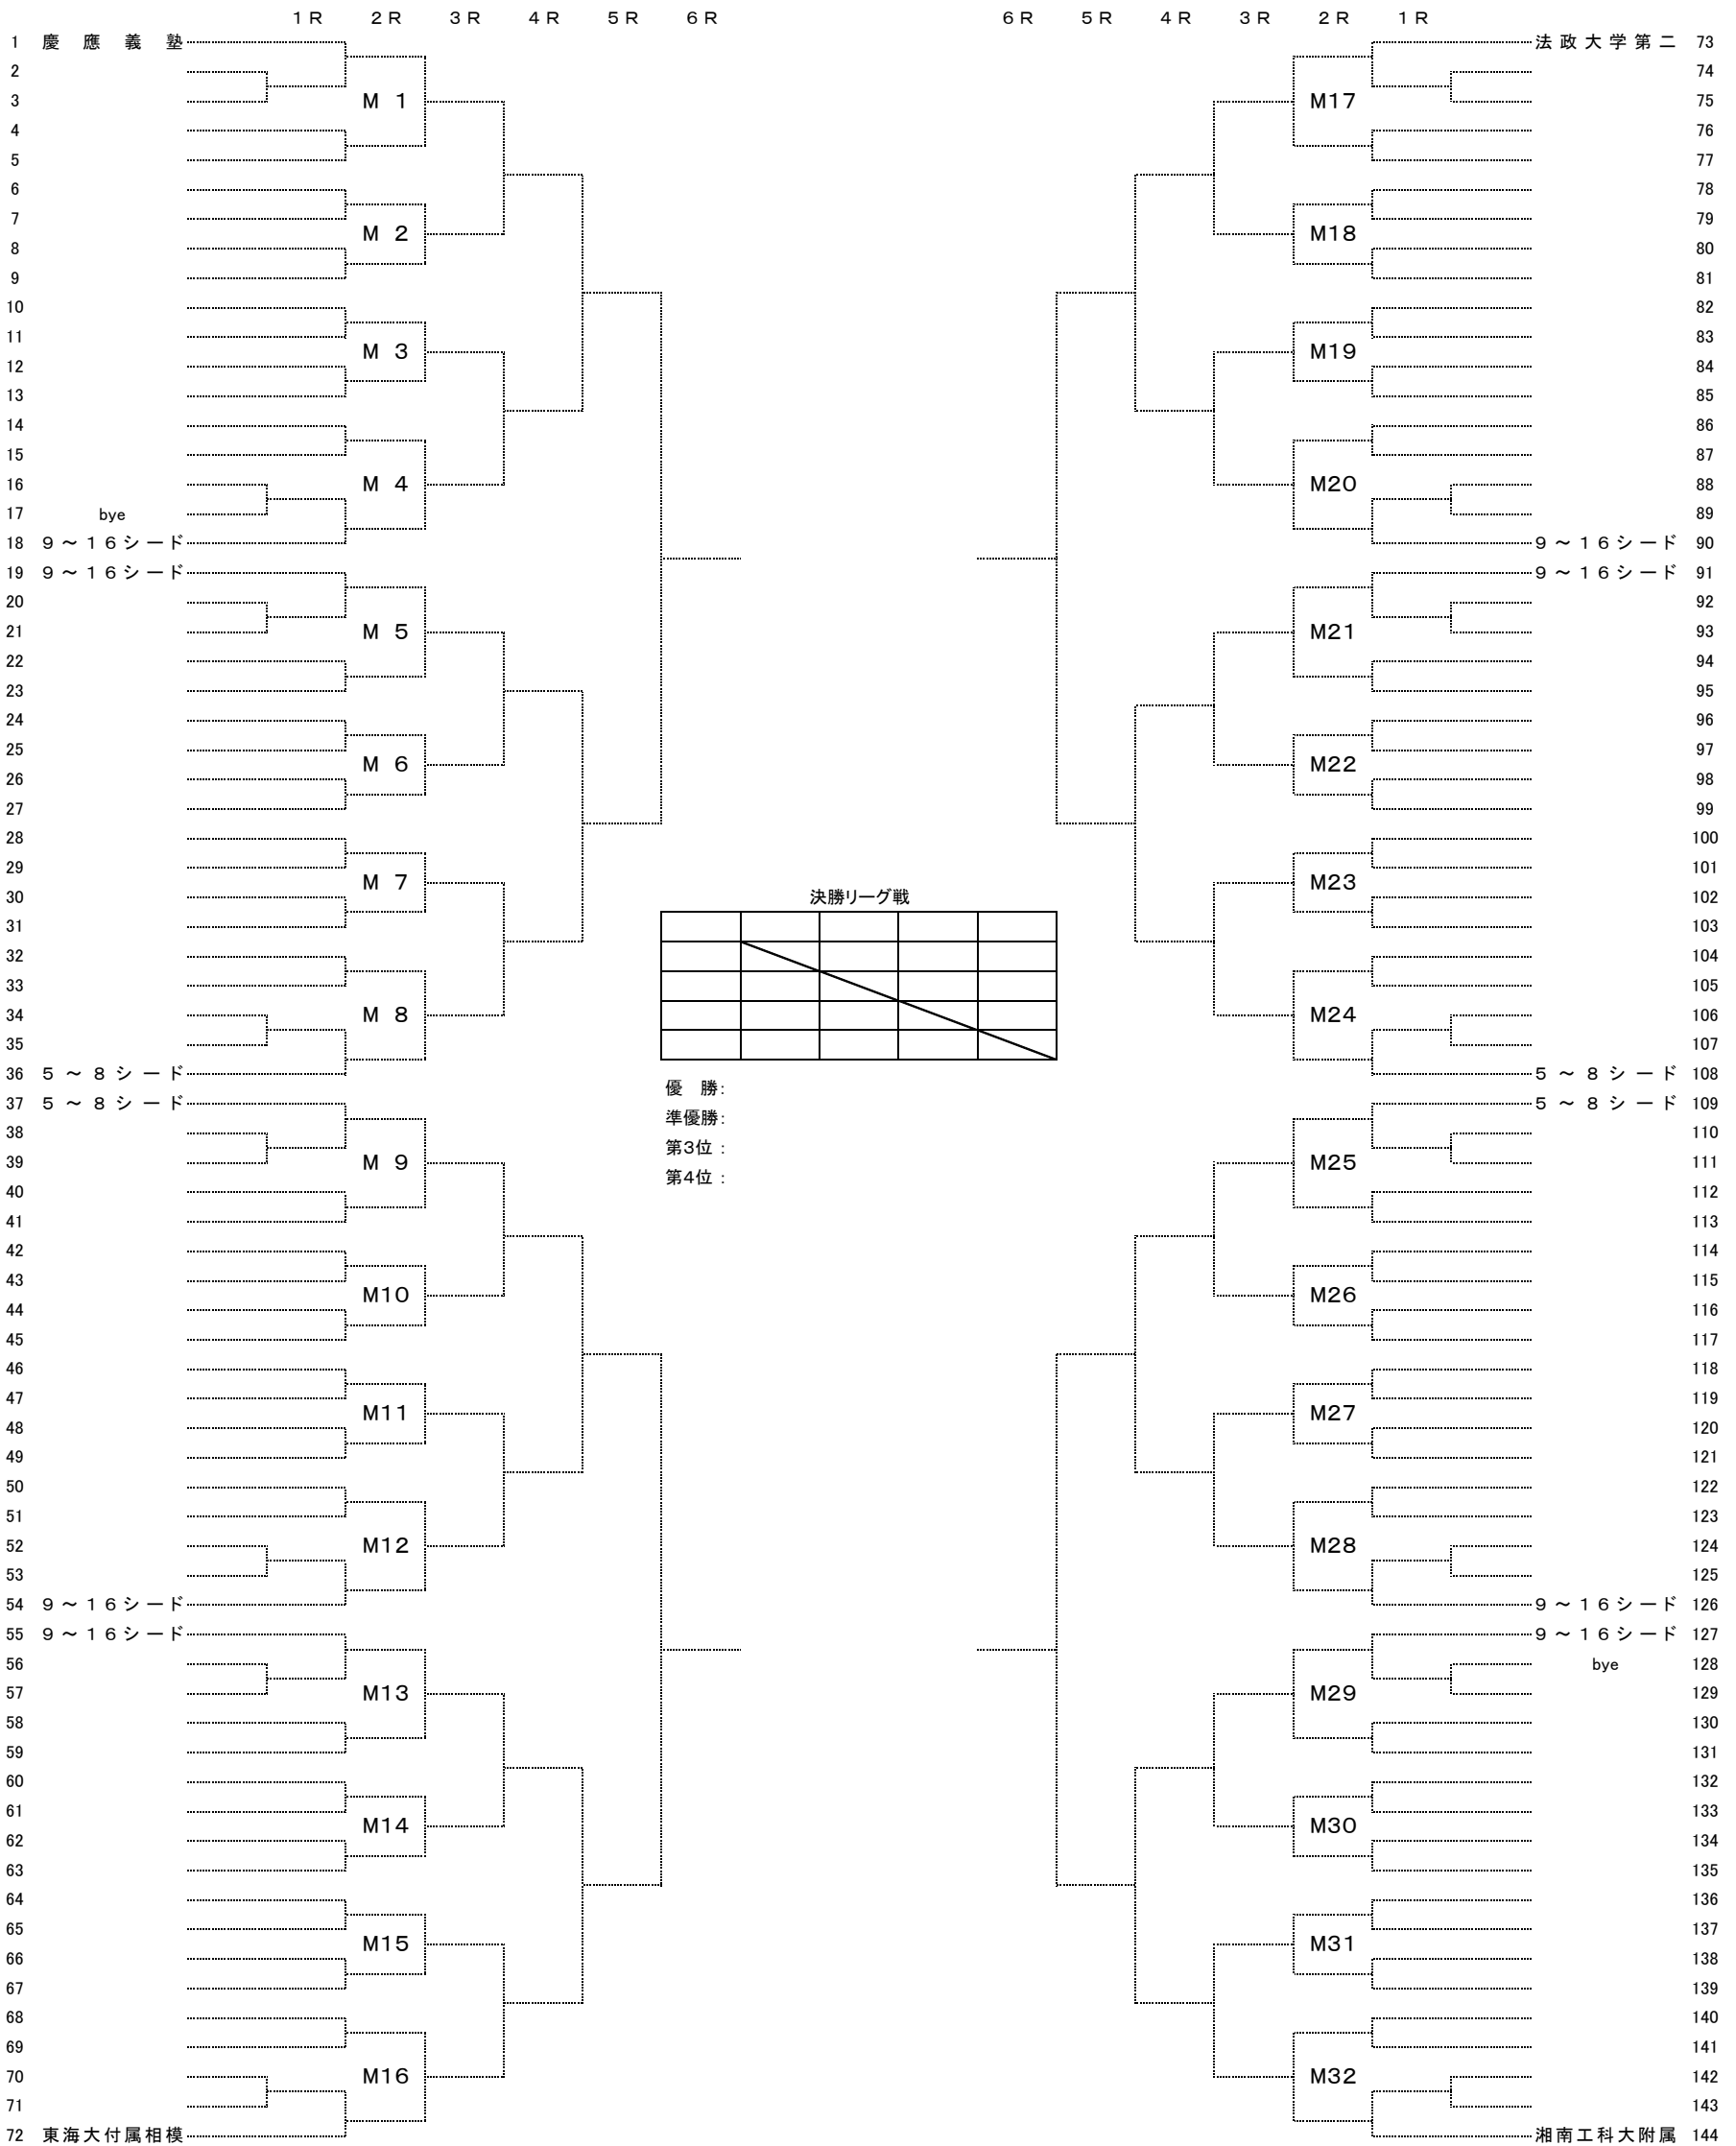 1R 2R 3R 4R 5R 6R 6R 5R 4R 3R 2R 1R
1 慶應義塾 法政大学第二 73
2 74
3 M 1 M17 75
4 76
5 77
6 78
7 79
M 2 M18
8 80
9 81
10 82
11 83
M 3 M19
12 84
13 85
14 86
15 87
16 M 4 M20 88
17 bye 89
18 9～16シード 9～16シード 90
19 9～16シード 9～16シード 91
20 92
21 M 5 M21 93
22 94
23 95
24 96
25 97
M 6 M22
26 98
27 99
28 100
29 101
M 7 M23
30 決勝リーグ戦 102
31 103
32 104
33 105
34 M 8 M24 106
35 107
36 5～8シード 5～8シード 108
優 勝:
37 5～8シード 5～8シード 109
準優勝:
38 110
第3位 :
39 M 9 M25 111
第4位 :
40 112
41 113
42 114
43 115
M10 M26
44 116
45 117
46 118
47 119
M11 M27
48 120
49 121
50 122
51 123
52 M12 M28 124
53 125
54 9～16シード 9～16シード 126
55 9～16シード 9～16シード 127
56 bye 128
57 M13 M29 129
58 130
59 131
60 132
61 133
M14 M30
62 134
63 135
64 136
65 137
M15 M31
66 138
67 139
68 140
69 141
70 M16 M32 142
71 143
72 東海大付属相模 湘南工科大附属 144